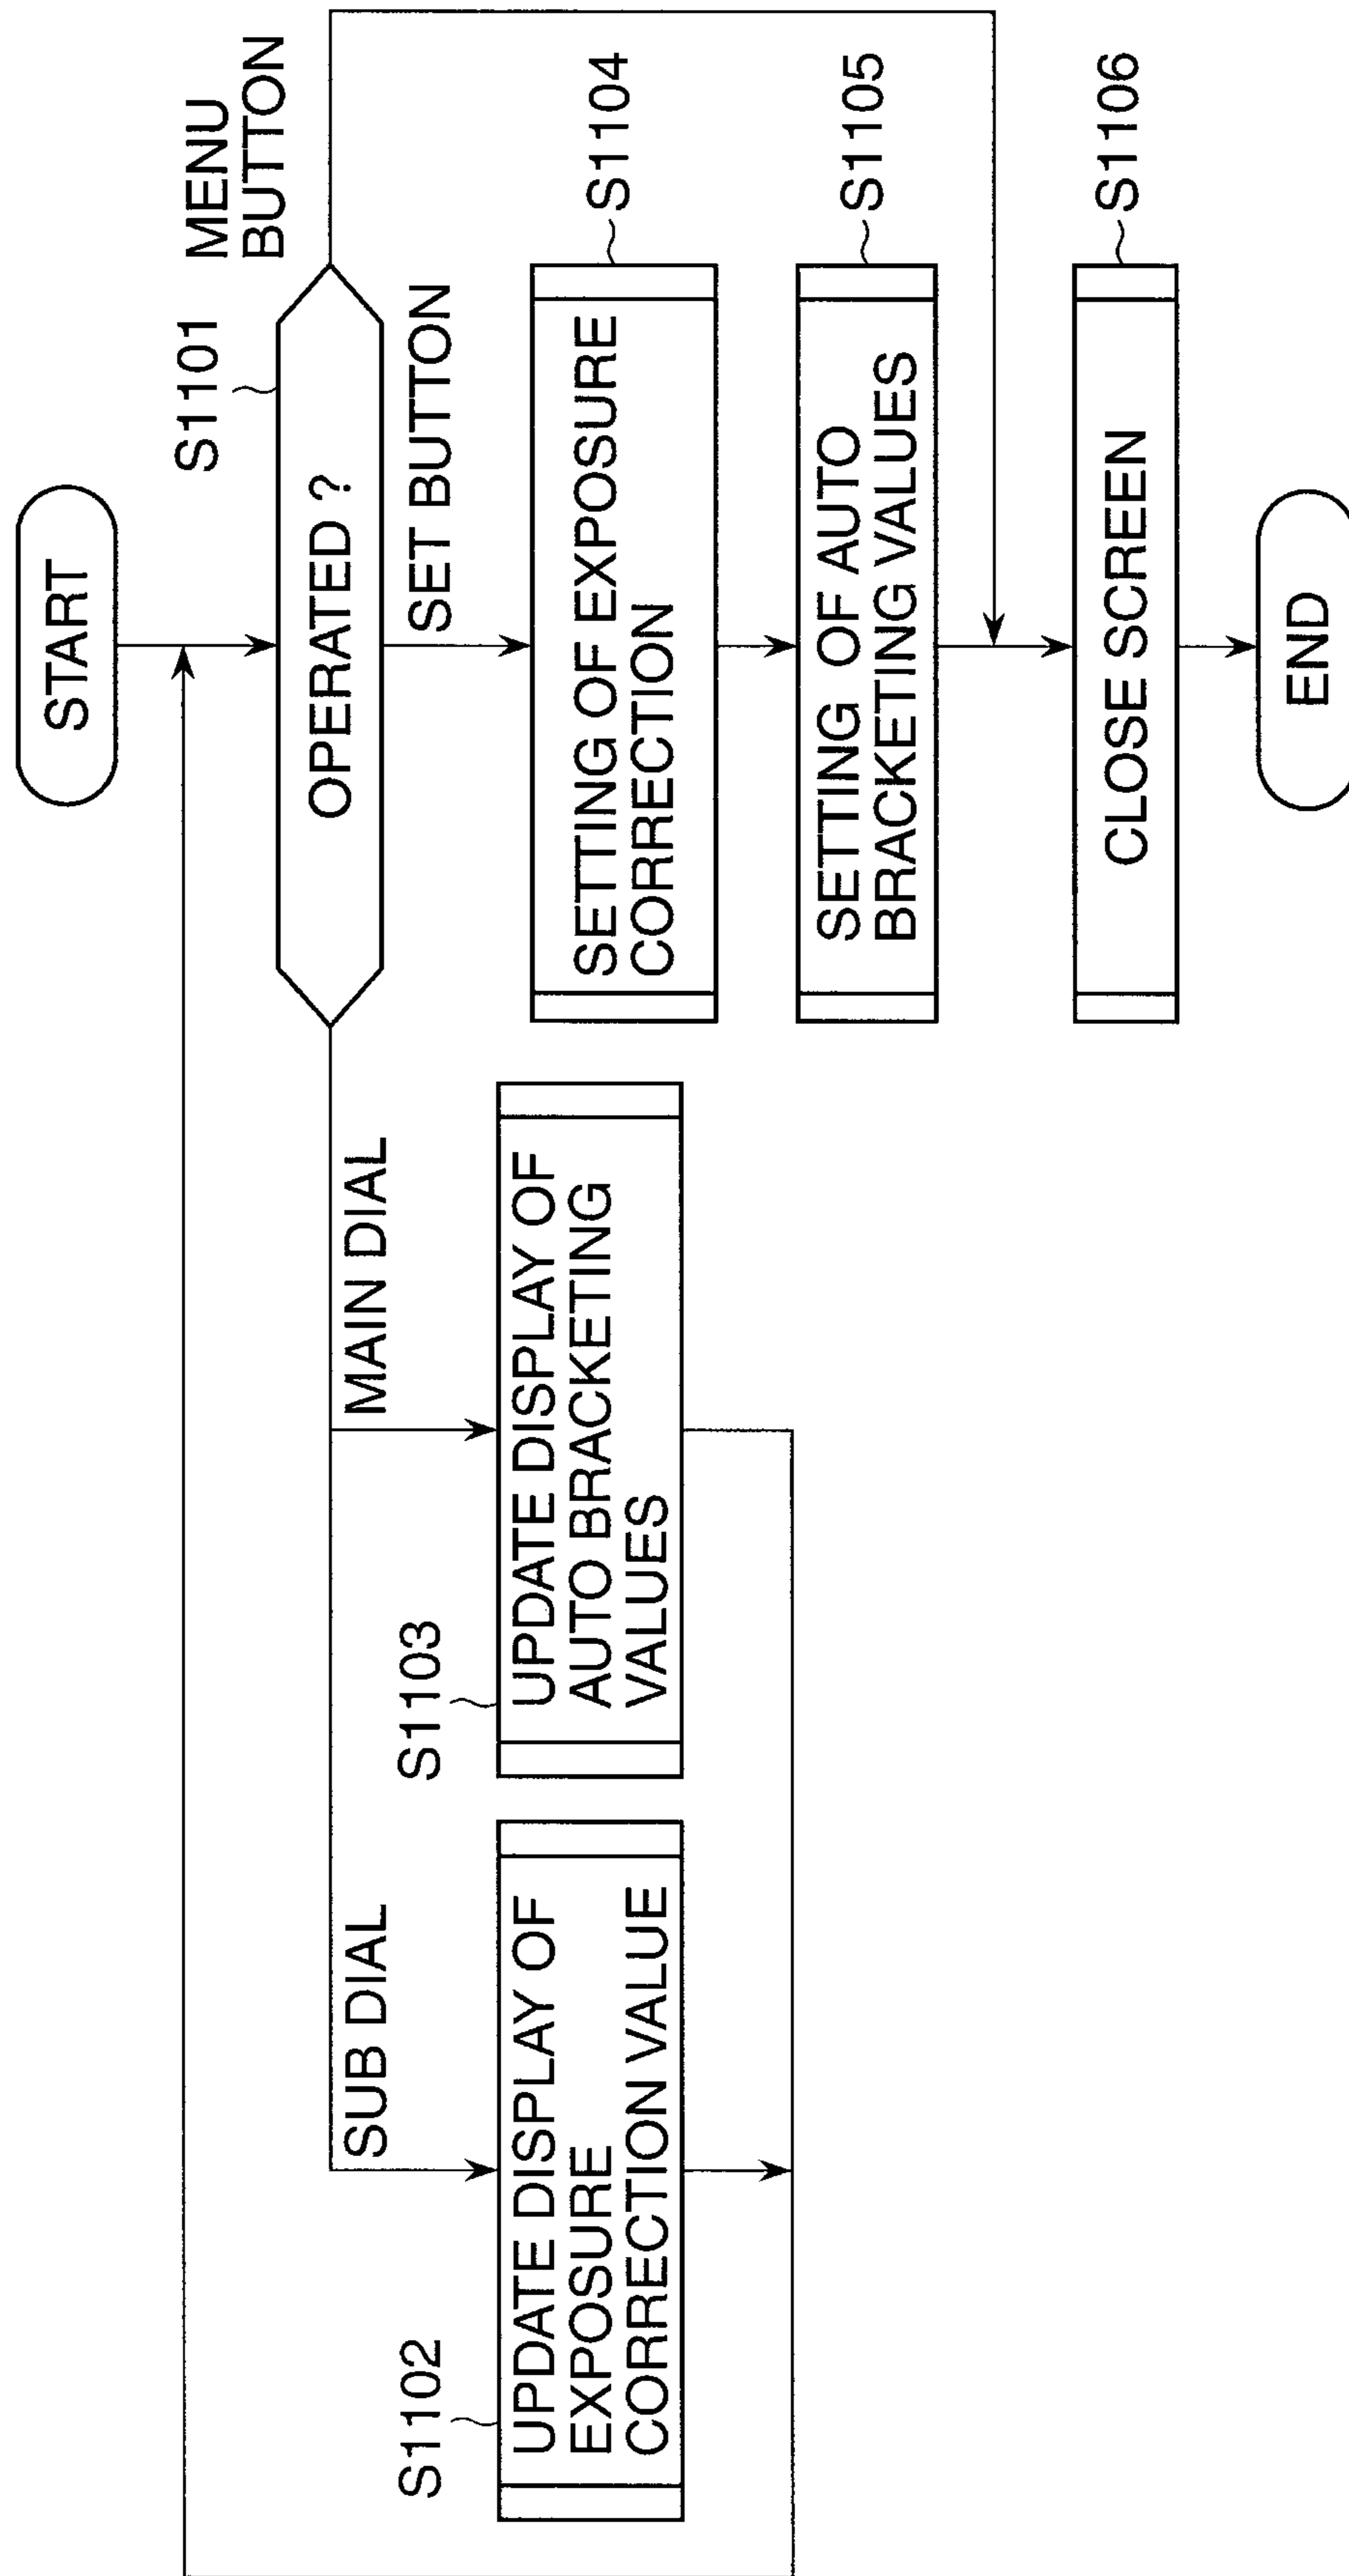 START
S1101
MENU
BUTTON
OPERATED ?
SUB DIAL
MAIN DIAL
SET BUTTON
S1102
UPDATE DISPLAY OF
EXPOSURE
CORRECTION VALUE
S1103
UPDATE DISPLAY OF
AUTO BRACKETING
VALUES
SETTING OF EXPOSURE
CORRECTION
S1104
SETTING OF AUTO
BRACKETING VALUES
S1105
CLOSE SCREEN
S1106
END